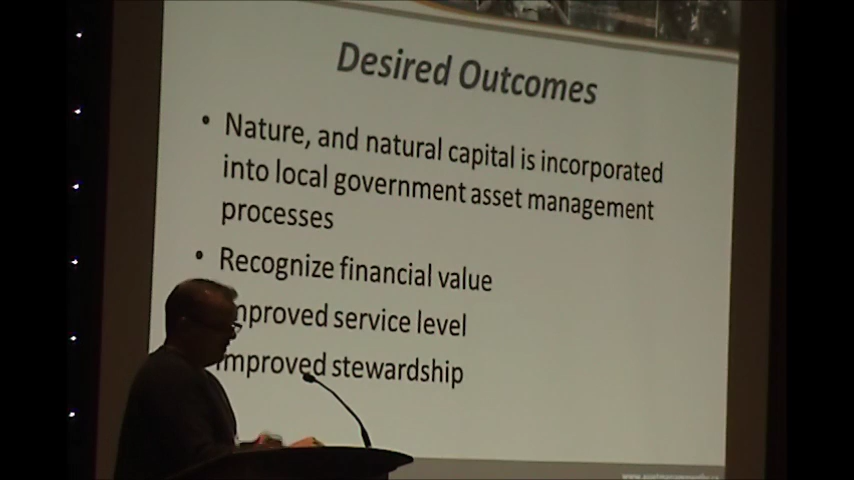 Desired Outcomes
• Nature, and natural capital is incorporated
into local government asset management
processes
• Recognize financial value
mproved service level
mproved stewardship